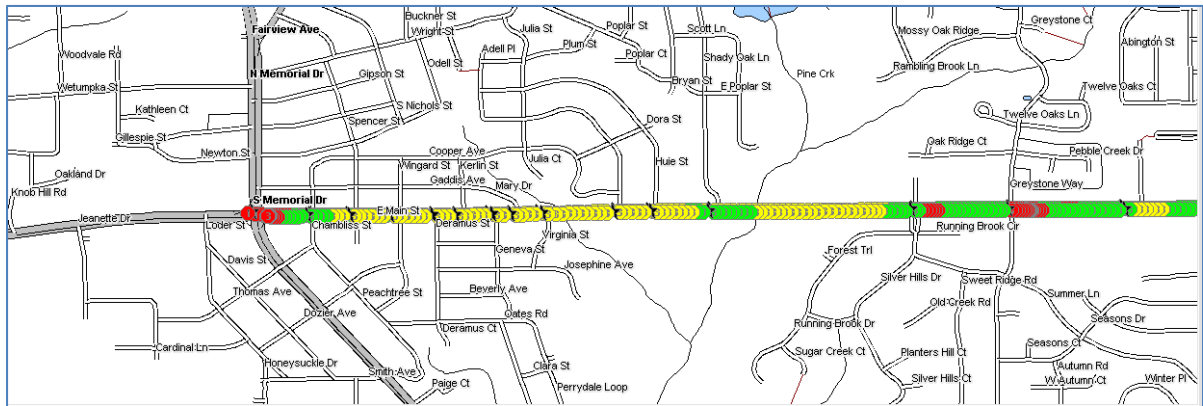 Fairview Ave
Buckner St
Wright St
Julia St
Poplar St
Scott Ln
Mossy Oak Ridge
Greystone Ct
Woodvale Rd
Adell Pl
Plum St
Poplar Ct
Shady Oak Ln
Abington St
Odell St
Rambling Brook Ln
N Memorial Dr
Gipson St
Bryan St
Pine Crk
Wetumpka St
E Poplar St
Twelve Oaks Ct
Kathleen Ct
S Nichols St
Twelve Oaks Ln
Spencer St
Dora St
Gillespie St
Oak Ridge Ct
Newton St
Cooper Ave
Pebble Creek Dr
Wingard St
Kerlin St
Julia Ct
Huie St
Oakland Dr
Gaddis Ave
Mary Dr
Greystone Way
Knob Hill Rd
S Memorial Dr
E Main St
Jeanette Dr
Loder St
Chambliss St
Deramus St
Virginia St
Running Brook Cir
Geneva St
Forest Trl
Davis St
Josephine Ave
Silver Hills Dr
Sweet Ridge Rd
Thomas Ave
Peachtree St
Beverly Ave
Summer Ln
Old Creek Rd
Dozier Ave
Oates Rd
Seasons Dr
Deramus Ct
Running Brook Dr
Cardinal Ln
Seasons Ct
Sugar Creek Ct
Planters Hill Ct
Honeysuckle Dr
Clara St
Autumn Rd
Smith Ave
Paige Ct
Perrydale Loop
Silver Hills Ct
W Autumn Ct
Winter Pl